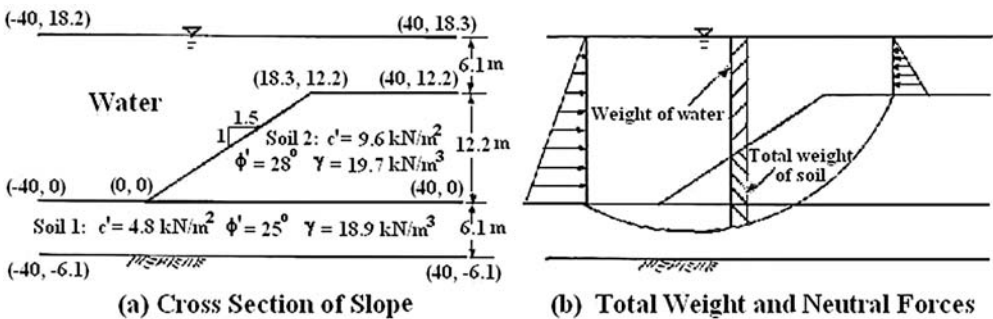 (-40, 18.2)
(40, 18.3)
6.1 m
(18.3, 12.2) (40, 12.2)
Water
1.5
1
Soil 2: c' = 9.6 kN/m²
ϕ' = 28° γ = 19.7 kN/m³
12.2 m
(-40, 0) (0, 0) (40, 0)
Soil 1: c' = 4.8 kN/m² ϕ' = 25° γ = 18.9 kN/m³
6.1 m
(-40, -6.1) (40, -6.1)
(a) Cross Section of Slope
Weight of water
Total weight of soil
(b) Total Weight and Neutral Forces